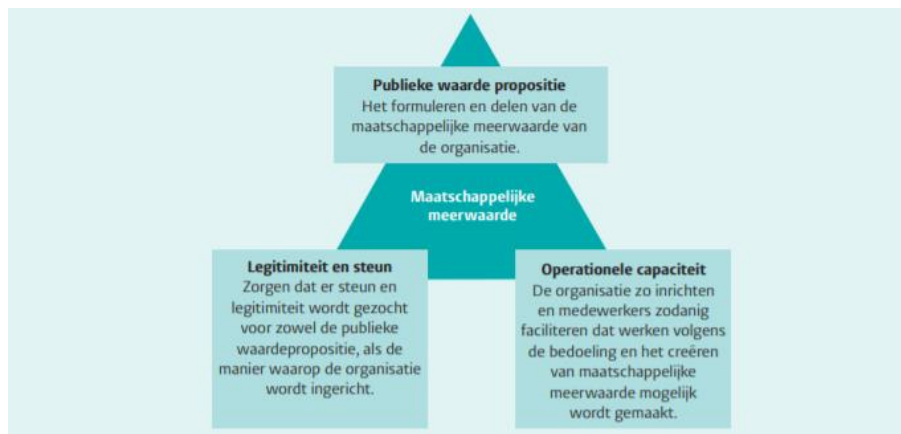 Publieke waarde propositie
Het formuleren en delen van de
maatschappelijke meerwaarde van
de organisatie.
Maatschappelijke
meerwaarde
Legitimiteit en steun
Zorgen dat er steun en
legitimiteit wordt gezocht
voor zowel de publieke
waardepropositie, als de
manier waarop de organisatie
wordt ingericht.
Operationele capaciteit
De organisatie zo inrichten
en medewerkers zodanig
faciliteren dat werken volgens
de bedoeling en het creëren
van maatschappelijke
meerwaarde mogelijk
wordt gemaakt.